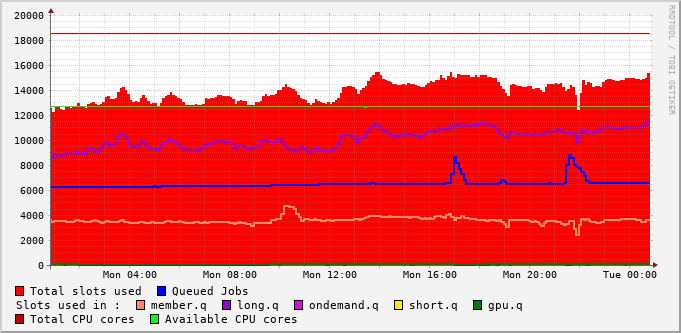 20000
18000
16000
14000
12000
10000
8000
6000
4000
2000
0
Mon 04:00 Mon 08:00 Mon 12:00 Mon 16:00 Mon 20:00 Tue 00:00
RRDTOOL / TOBI OETIKER
Total slots used Queued Jobs
Slots used in : member.q long.q ondemand.q short.q gpu.q
Total CPU cores Available CPU cores